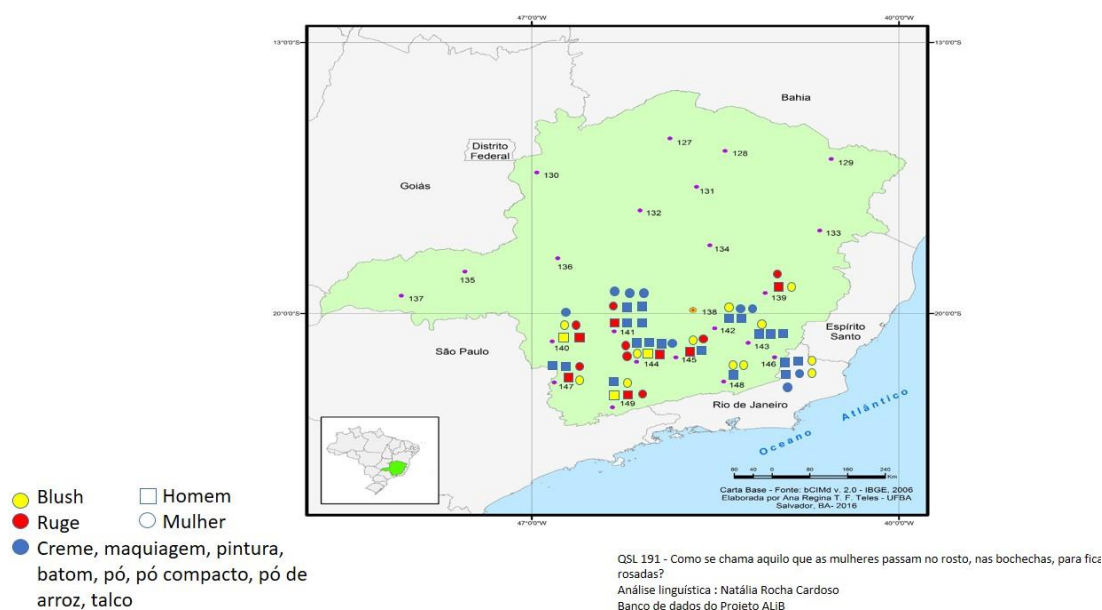 47°0'0"W
40°0'0"W
13°0'0"S
13°0'0"S
Bahia
Distrito
Federal
Goiás
127
128
129
130
131
132
133
134
135
136
137
138
139
20°0'0"S
20°0'0"S
140
141
142
143
144
145
146
147
148
149
Espírito
Santo
São Paulo
Rio de Janeiro
Oceano Atlântico
60 0 80 160 240
Km
Carta Base - Fonte: bCIMd v. 2.0 - IBGE, 2006
Elaborada por Ana Regina T. F. Teles - UFBA
Salvador, BA- 2016
47°0'0"W
40°0'0"W
Blush
Homem
Ruge
Mulher
Creme, maquiagem, pintura,
batom, pó, pó compacto, pó de
arroz, talco
QSL 191 - Como se chama aquilo que as mulheres passam no rosto, nas bochechas, para fica
rosadas?
Análise linguística : Natália Rocha Cardoso
Banco de dados do Projeto ALiB